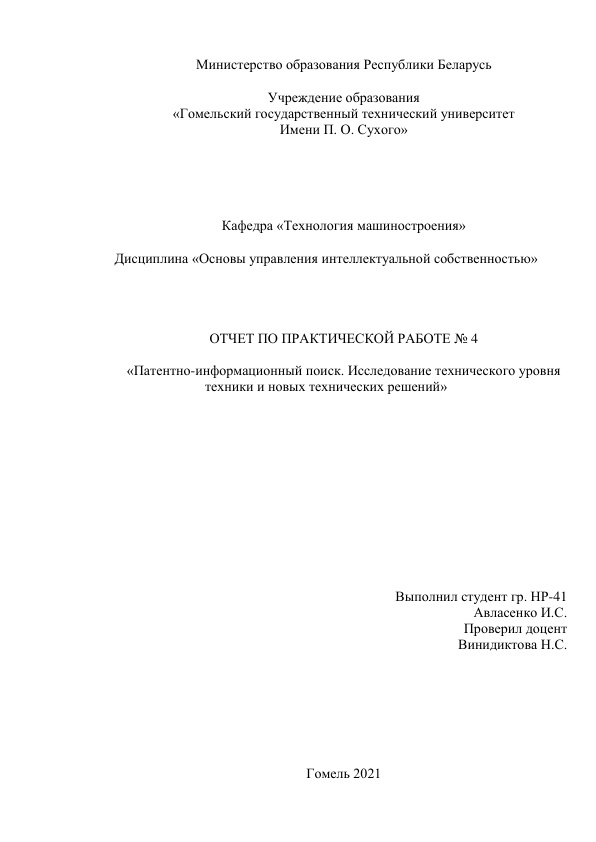 Министерство образования Республики Беларусь
Учреждение образования
«Гомельский государственный технический университет
Имени П. О. Сухого»
Кафедра «Технология машиностроения»
Дисциплина «Основы управления интеллектуальной собственностью»
ОТЧЕТ ПО ПРАКТИЧЕСКОЙ РАБОТЕ № 4
«Патентно-информационный поиск. Исследование технического уровня
техники и новых технических решений»
Выполнил студент гр. НР-41
Авласенко И.С.
Проверил доцент
Винидиктова Н.С.
Гомель 2021